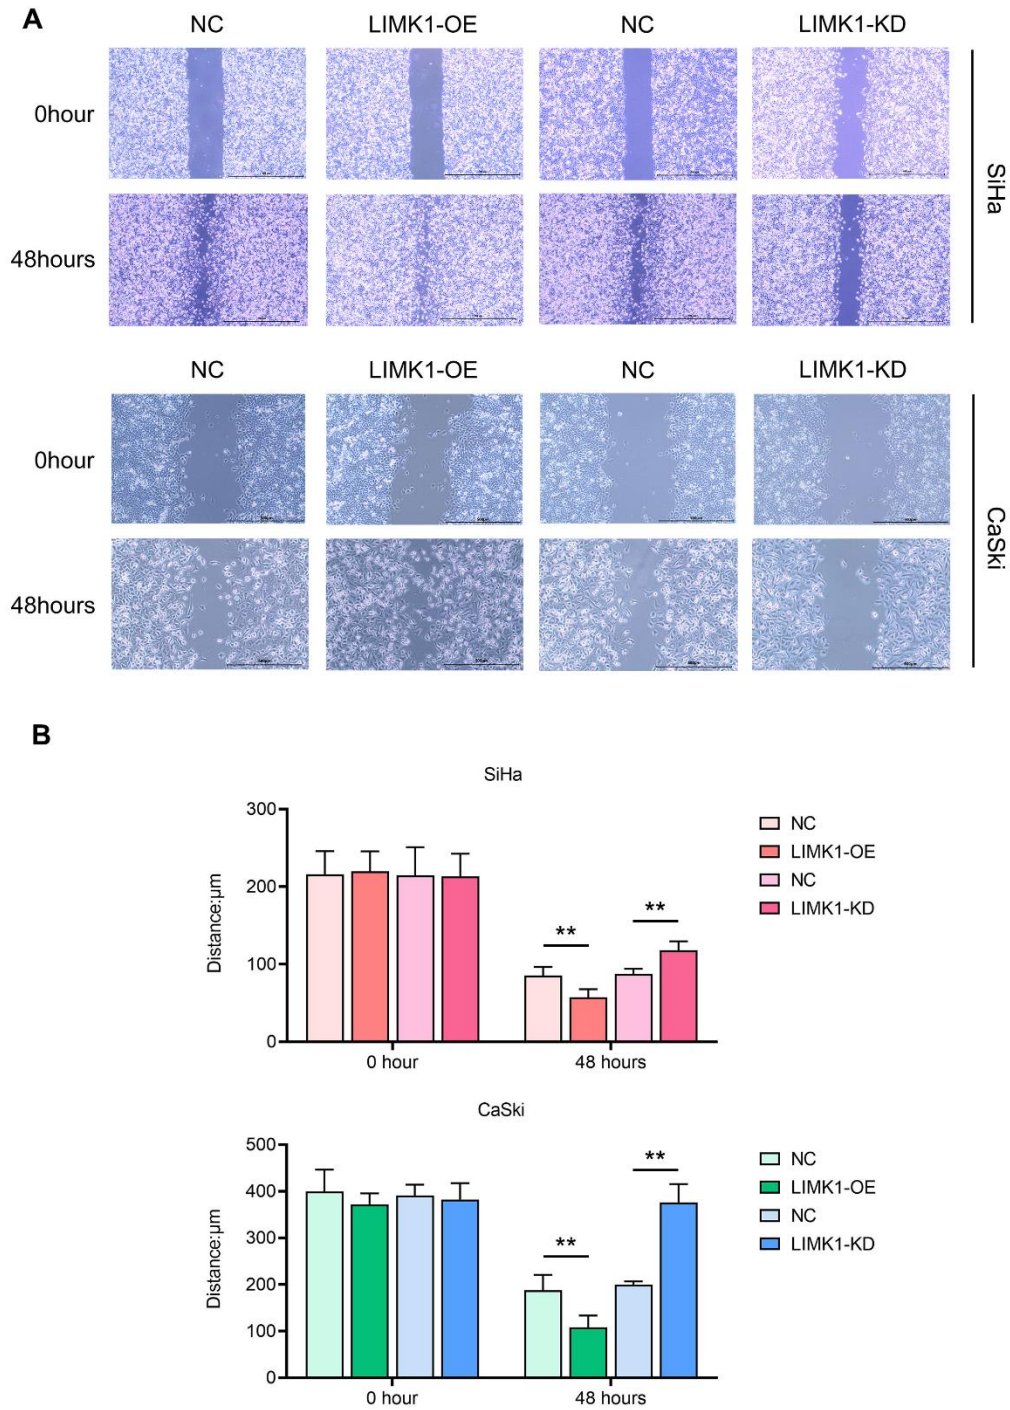 A
NC LIMK1-OE NC LIMK1-KD
0hour
48hours
SiHa
NC LIMK1-OE NC LIMK1-KD
0hour
48hours
CaSki
B
SiHa
Distance:μm
300
200
100
0
**
**
0 hour 48 hours
NC
LIMK1-OE
NC
LIMK1-KD
CaSki
Distance:μm
500
400
300
200
100
0
**
**
0 hour 48 hours
NC
LIMK1-OE
NC
LIMK1-KD